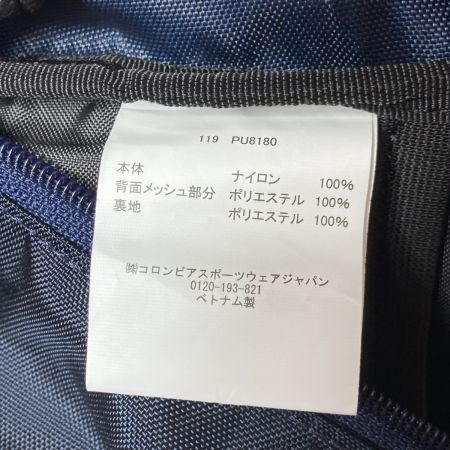 119 PU8180
本体 ナイロン 100%
背面メッシュ部分 ポリエステル 100%
裏地 ポリエステル 100%
㈱コロンビアスポーツウェアジャパン
0120-193-821
ベトナム製